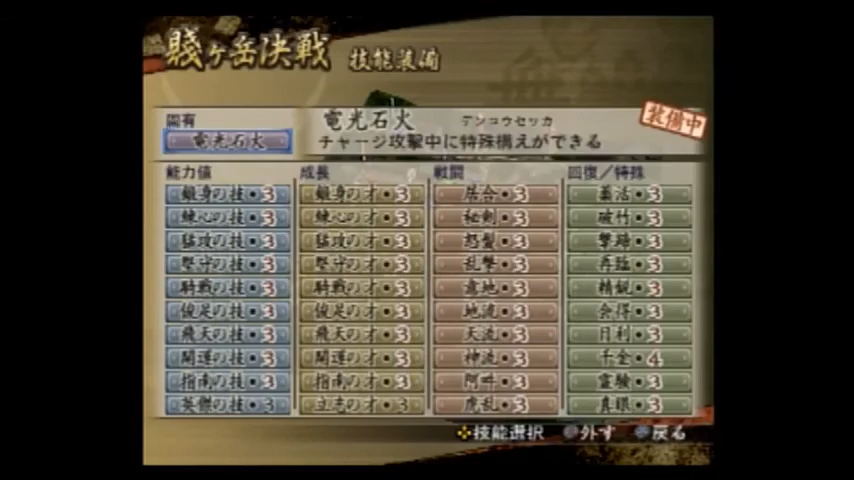 賤ヶ岳決戦 技能装備
固有
電光石火
電光石火 デンコウセッカ
装備中
チャージ攻撃中に特殊構えができる
能力値 成長 戦闘 回復/特殊
鍛身の技・3 鍛身の才・3 居合・3 薬活・3
練心の技・3 練心の才・3 秘剣・3 破竹・3
猛攻の技・3 猛攻の才・3 怒髪・3 撃蹄・3
堅守の技・3 堅守の才・3 乱撃・3 再臨・3
騎戦の技・3 騎戦の才・3 意地・3 精鋭・3
俊足の技・3 俊足の才・3 地流・3 会得・3
飛天の技・3 飛天の才・3 天流・3 目利・3
開運の技・3 開運の才・3 神流・3 千金・4
指南の技・3 指南の才・3 阿吽・3 霊験・3
英傑の技・3 立志の才・3 虎乱・3 真眼・3
技能選択 外す 戻る